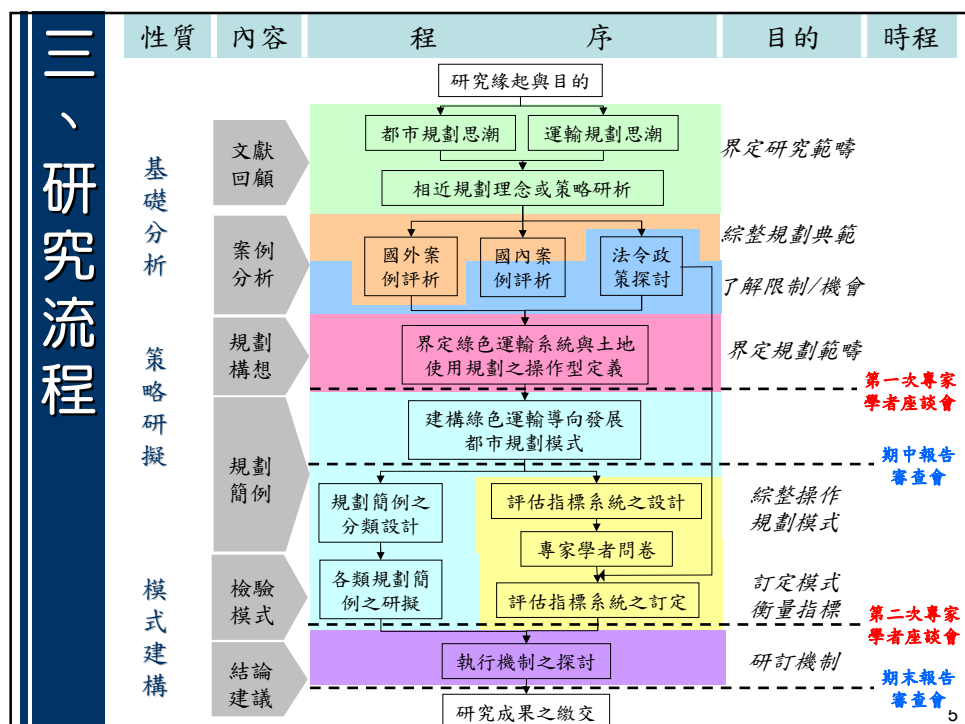 三、研究流程
性質
內容
程
序
目的
時程
基礎分析
策略研擬
模式建構
文獻
回顧
案例
分析
規劃
構想
規劃
簡例
檢驗
模式
結論
建議
研究緣起與目的
都市規劃思潮
運輸規劃思潮
相近規劃理念或策略研析
國外案
例評析
國內案
例評析
法令政
策探討
界定綠色運輸系統與土地
使用規劃之操作型定義
建構綠色運輸導向發展
都市規劃模式
規劃簡例之
分類設計
評估指標系統之設計
專家學者問卷
各類規劃簡
例之研擬
評估指標系統之訂定
執行機制之探討
研究成果之繳交
界定研究範疇
綜整規劃典範
了解限制/機會
界定規劃範疇
綜整操作
規劃模式
訂定模式
衡量指標
研訂機制
第一次專家
學者座談會
期中報告
審查會
第二次專家
學者座談會
期末報告
審查會
5